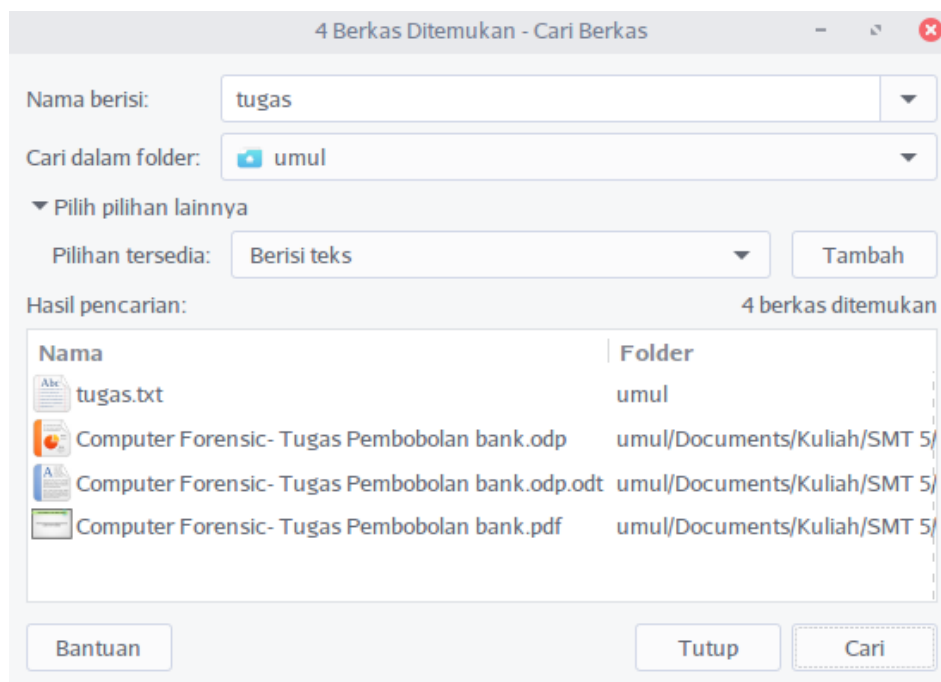 4 Berkas Ditemukan - Cari Berkas
Nama berisi: tugas
Cari dalam folder: umul
Pilih pilihan lainnya
Pilihan tersedia: Berisi teks Tambah
Hasil pencarian: 4 berkas ditemukan
Nama Folder
Abc tugas.txt umul
Computer Forensic- Tugas Pembobolan bank.odp umul/Documents/Kuliah/SMT 5/
A Computer Forensic- Tugas Pembobolan bank.odp.odt umul/Documents/Kuliah/SMT 5/
Computer Forensic- Tugas Pembobolan bank.pdf umul/Documents/Kuliah/SMT 5/
Bantuan Tutup Cari